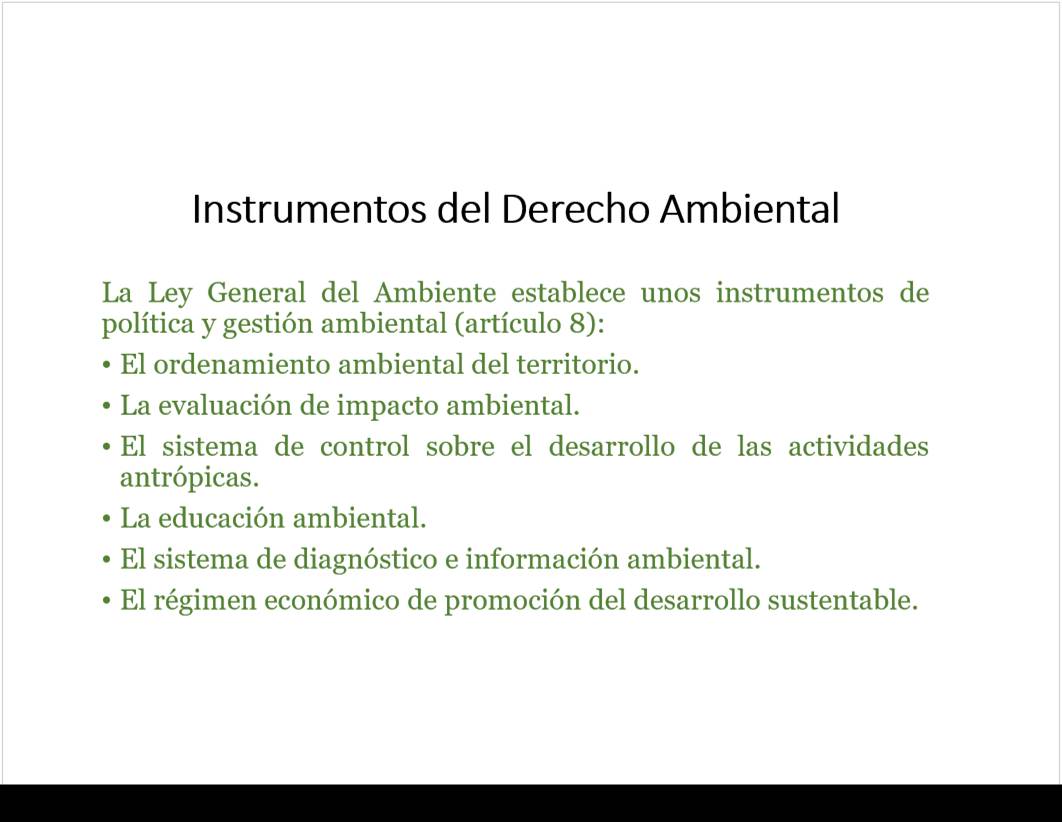 Instrumentos del Derecho Ambiental
La Ley General del Ambiente establece unos instrumentos de
política y gestión ambiental (artículo 8):
• El ordenamiento ambiental del territorio.
• La evaluación de impacto ambiental.
• El sistema de control sobre el desarrollo de las actividades
antrópicas.
• La educación ambiental.
• El sistema de diagnóstico e información ambiental.
• El régimen económico de promoción del desarrollo sustentable.